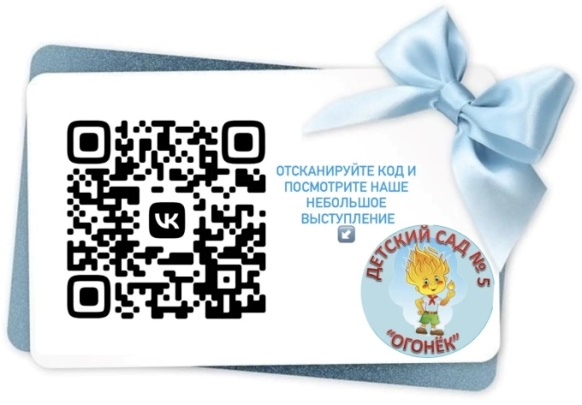 ОТСКАНИРУЙТЕ КОД И
ПОСМОТРИТЕ НАШЕ
НЕБОЛЬШОЕ
ВЫСТУПЛЕНИЕ
ДЕТСКИЙ САД № 5
"ОГОНЁК"